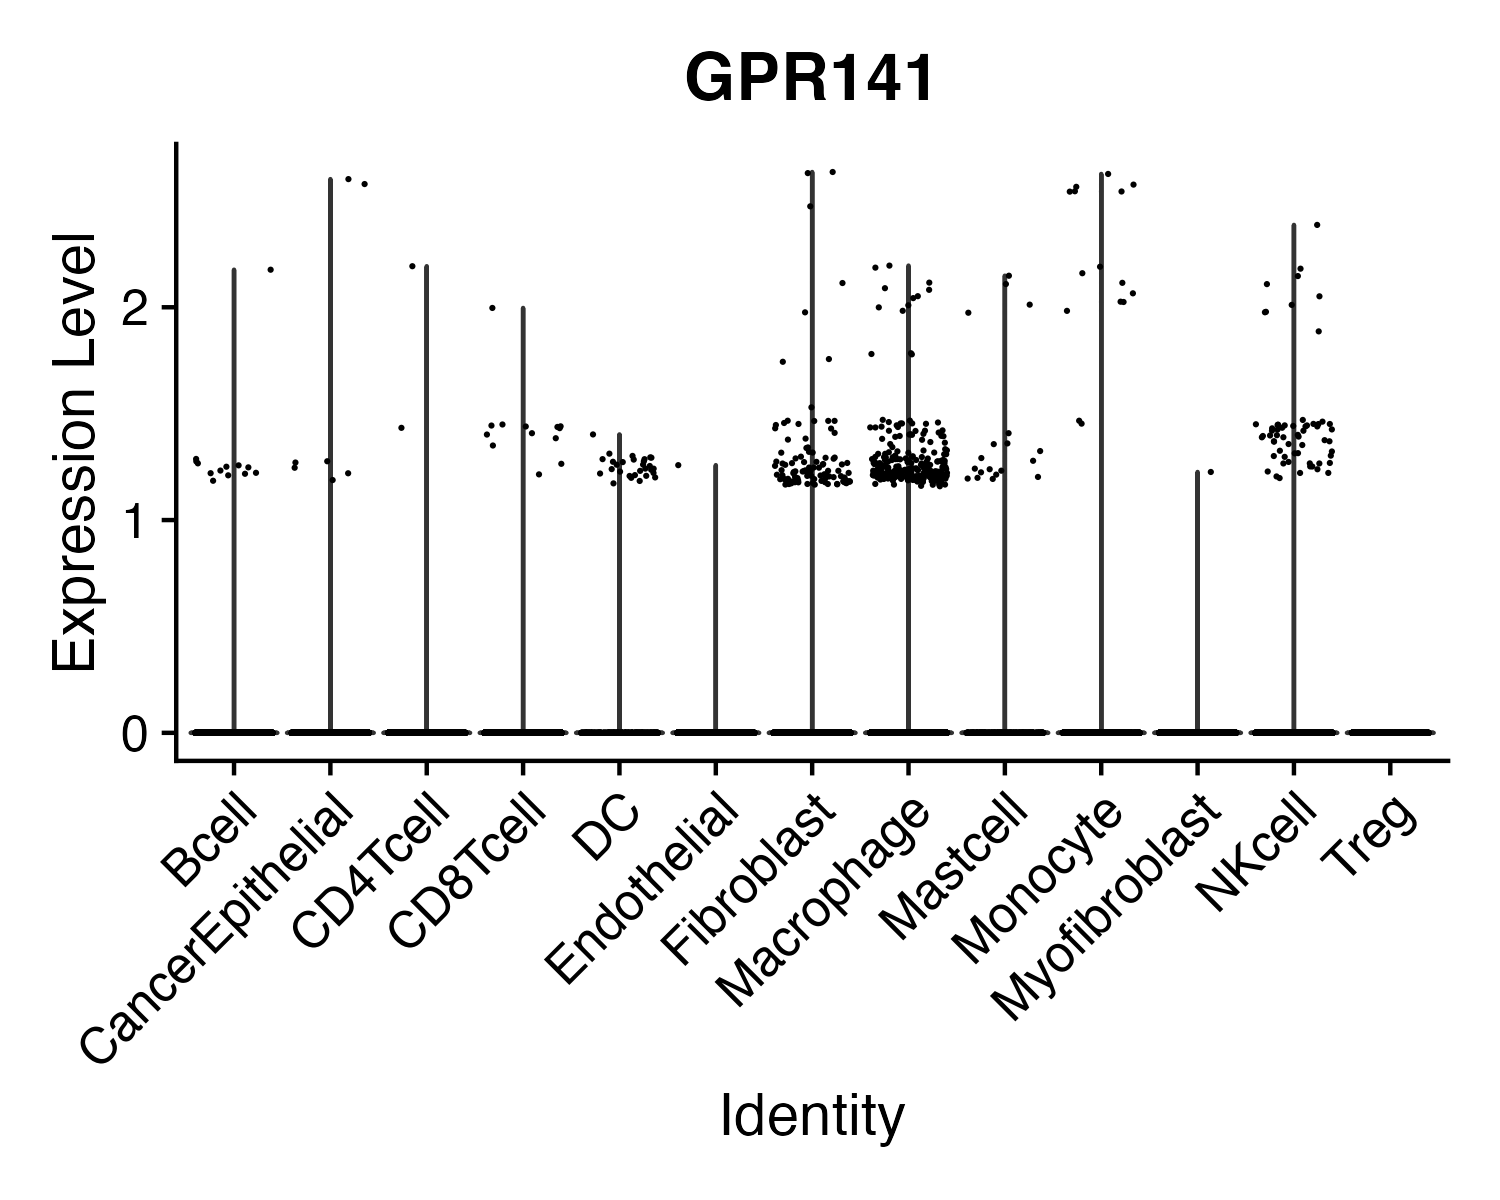 GPR141
Expression Level
2
1
0
Bcell
CancerEpithelial
CD4Tcell
CD8Tcell
DC
Endothelial
Fibroblast
Macrophage
Mastcell
Monocyte
Myofibroblast
NKcell
Treg
Identity